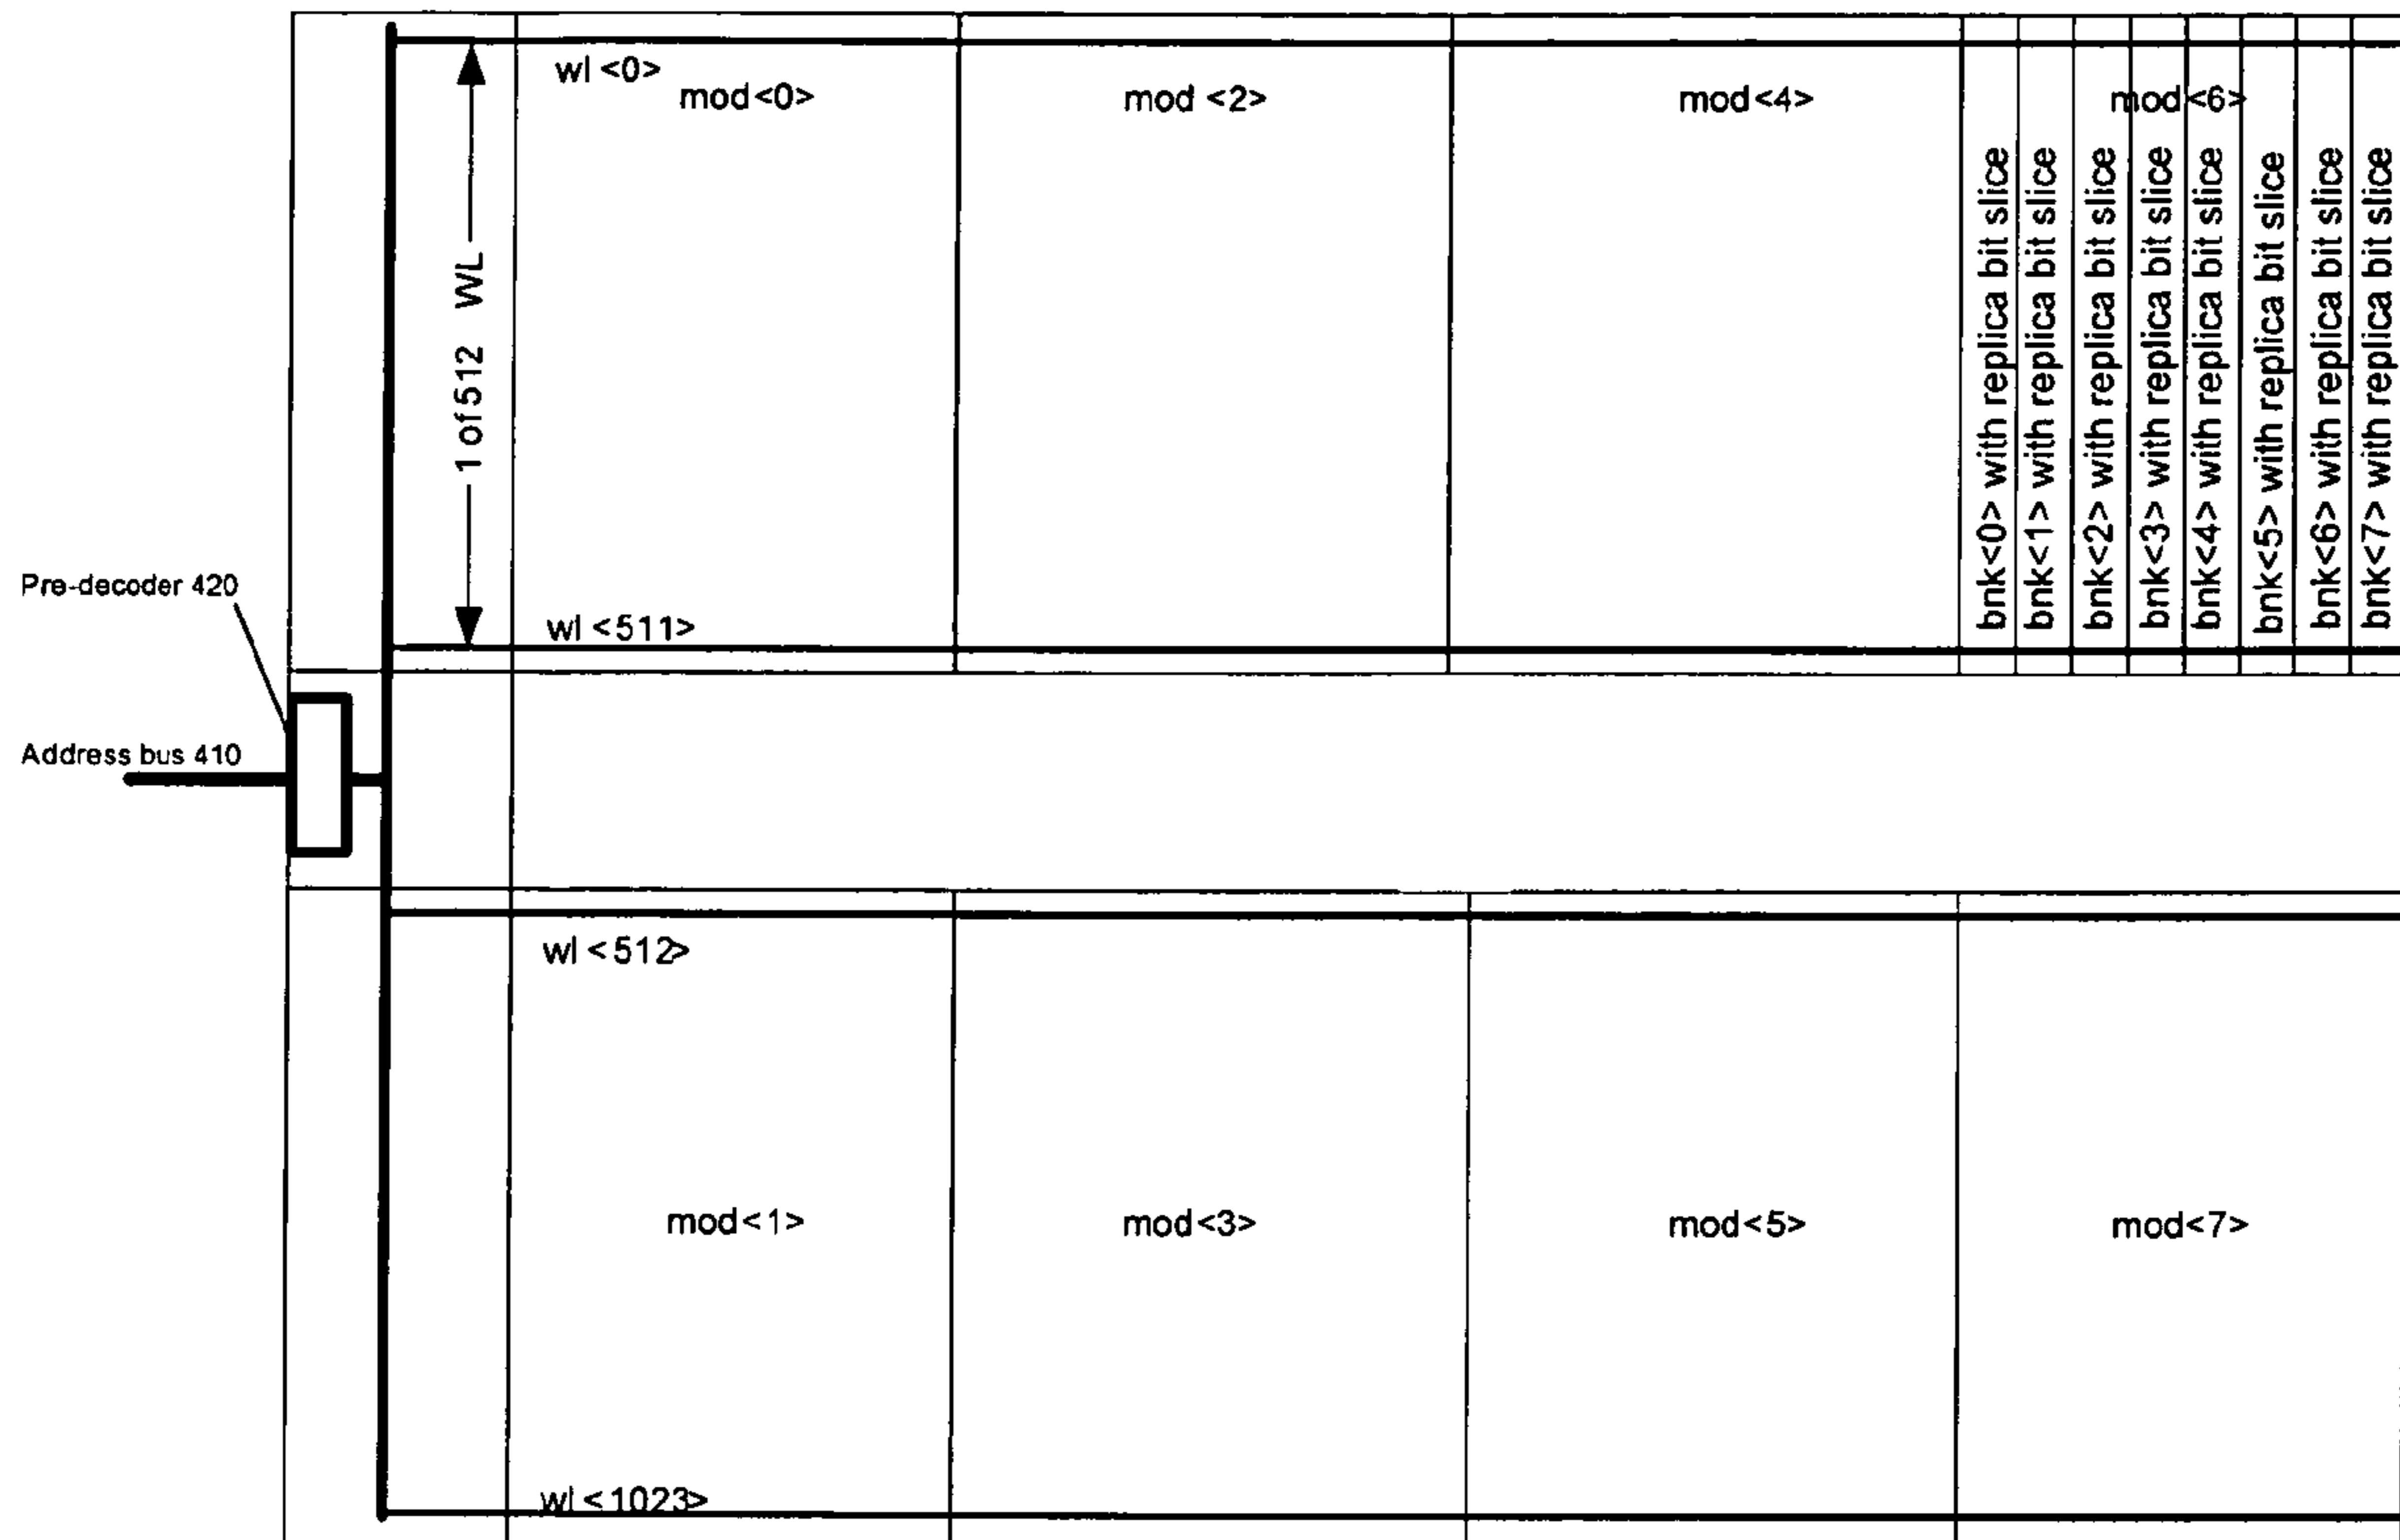 wl <0>
mod<0>
mod <2>
mod<4>
mod<6>
1 of 512 WL
bnk<0> with replica bit slice
bnk<1> with replica bit slice
bnk<2> with replica bit slice
bnk<3> with replica bit slice
bnk<4> with replica bit slice
bnk<5> with replica bit slice
bnk<6> with replica bit slice
bnk<7> with replica bit slice
Pre-decoder 420
wl <511>
Address bus 410
wl <512>
mod<1>
mod<3>
mod<5>
mod<7>
wl <1023>